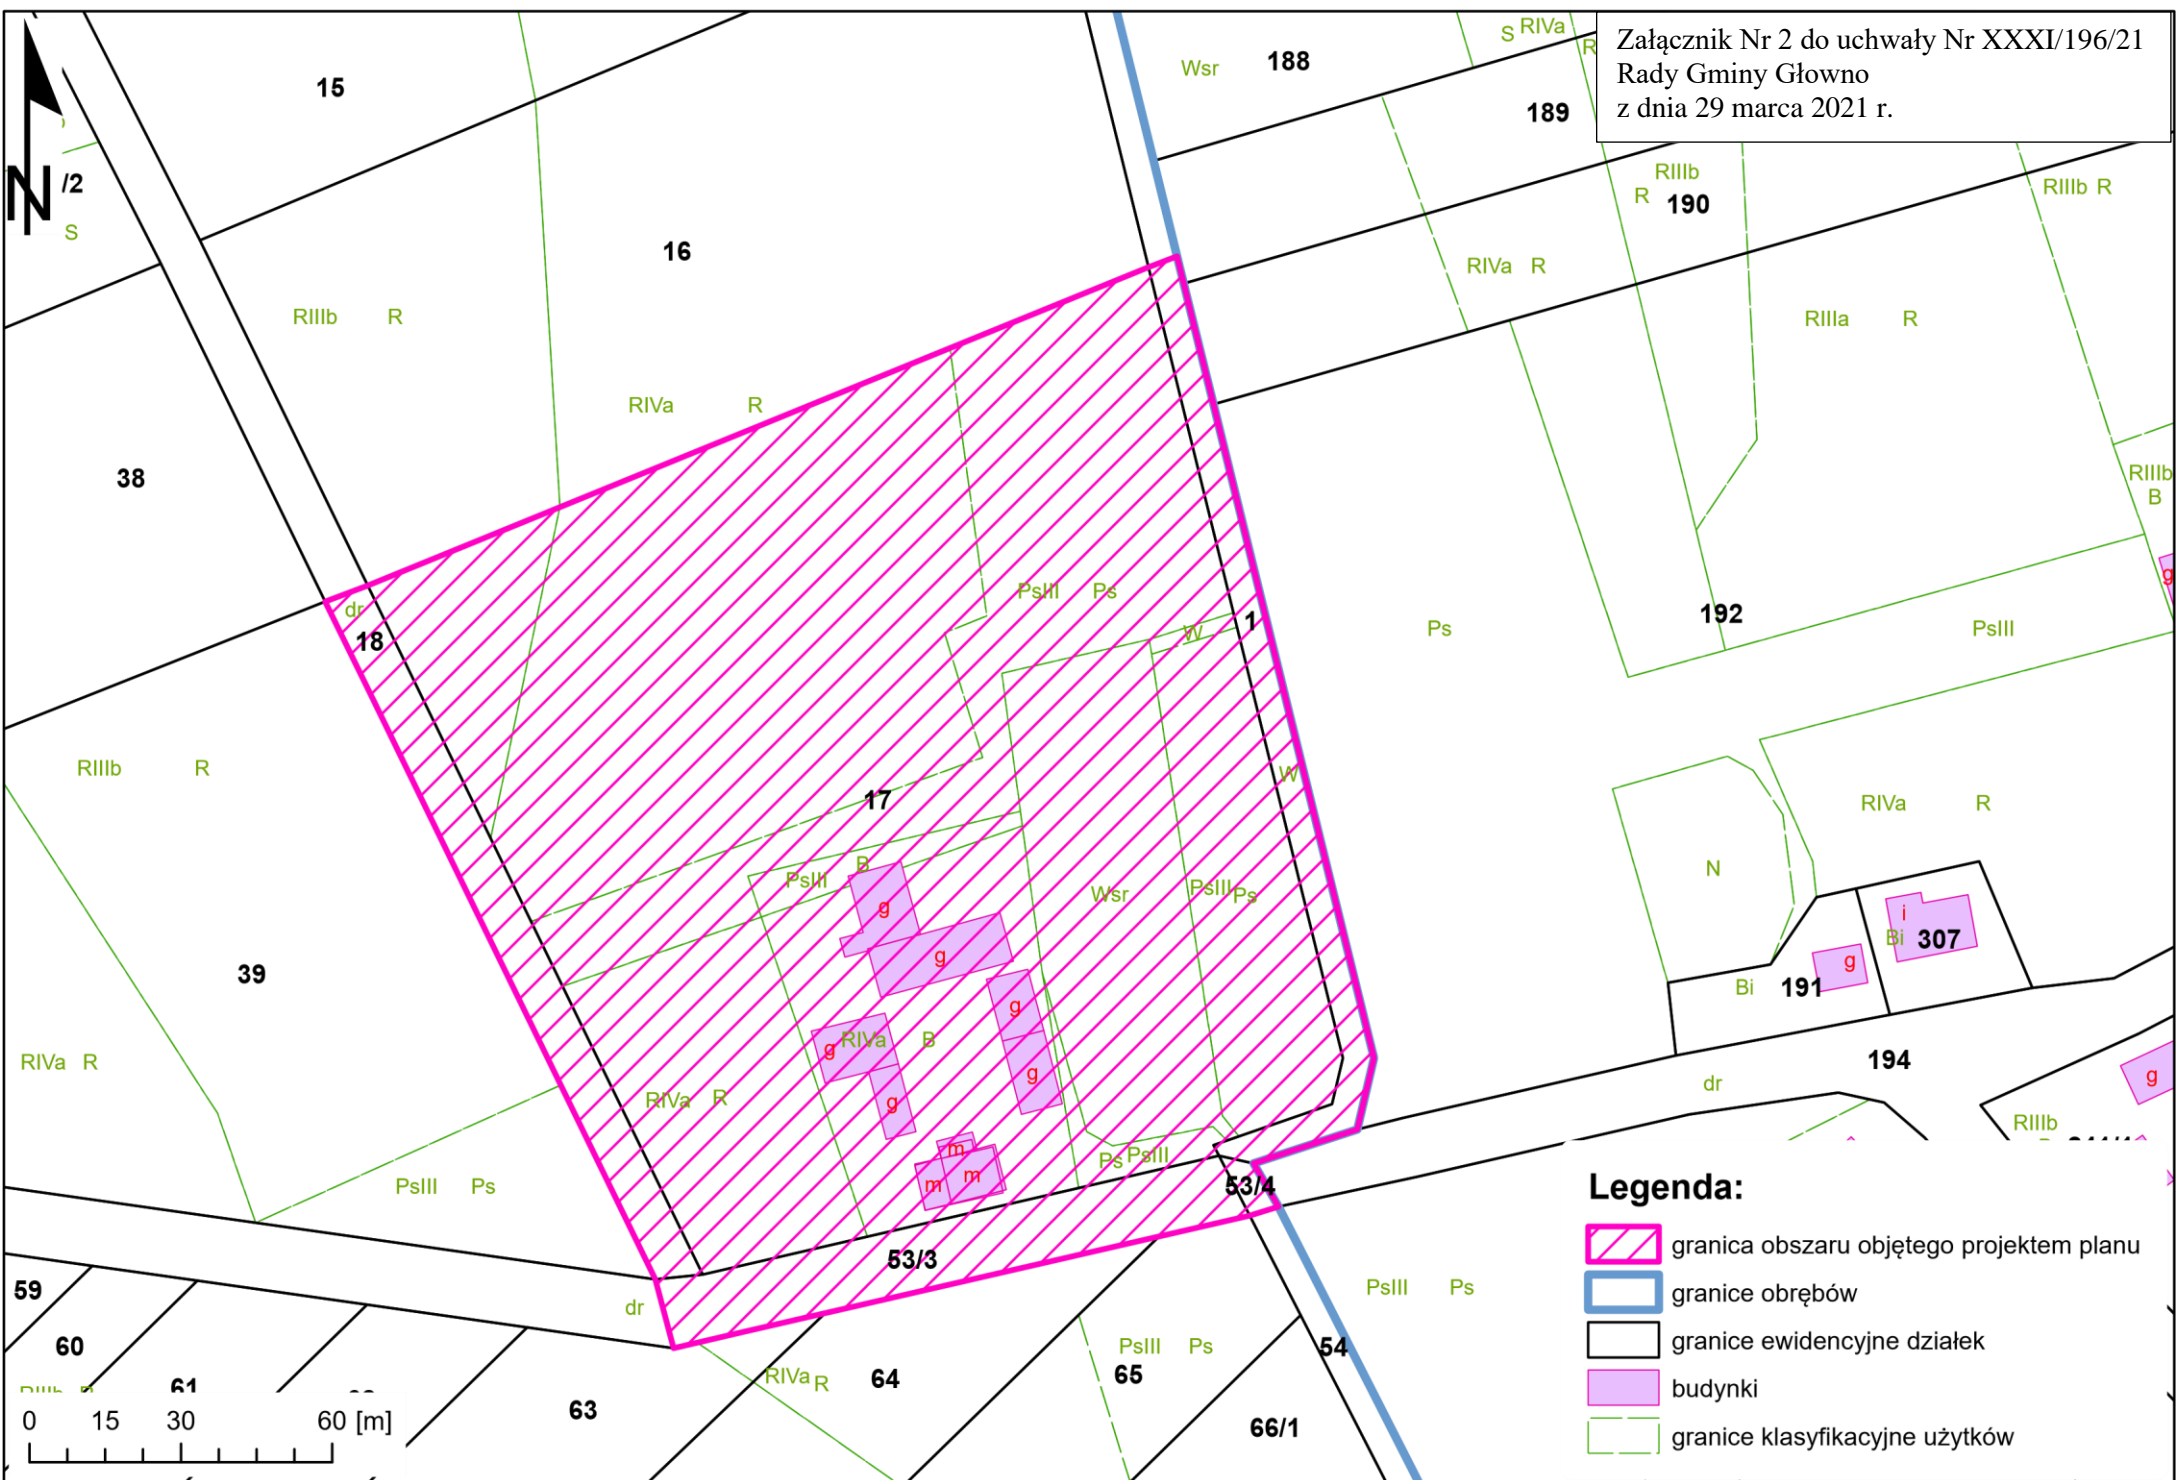 Załącznik Nr 2 do uchwały Nr XXXI/196/21
Rady Gminy Głowno
z dnia 29 marca 2021 r.
N
/2
S
15
16
188
Wsr
S RIVa
R
189
RIIIb
R
190
RIIIb R
RIVa R
RIIIa R
RIIIb R
RIVa R
38
RIIIb
B
g
dr
18
PsIII Ps
W
1
Ps
192
PsIII
RIIIb R
17
W
RIVa R
B
PsIII
g
Wsr
PsIII Ps
N
i
Bi
307
g
39
g
g
Bi
191
RIVa R
g
RIVa B
g
194
g
dr
RIVa R
g
RIIIb
m
m
m
Ps PsIII
PsIII Ps
53/4
53/3
dr
59
60
61
63
RIVa R
64
PsIII Ps
65
66/1
54
PsIII Ps
Legenda:
granica obszaru objętego projektem planu
granice obrębów
granice ewidencyjne działek
budynki
granice klasyfikacyjne użytków
0 15 30 60 [m]